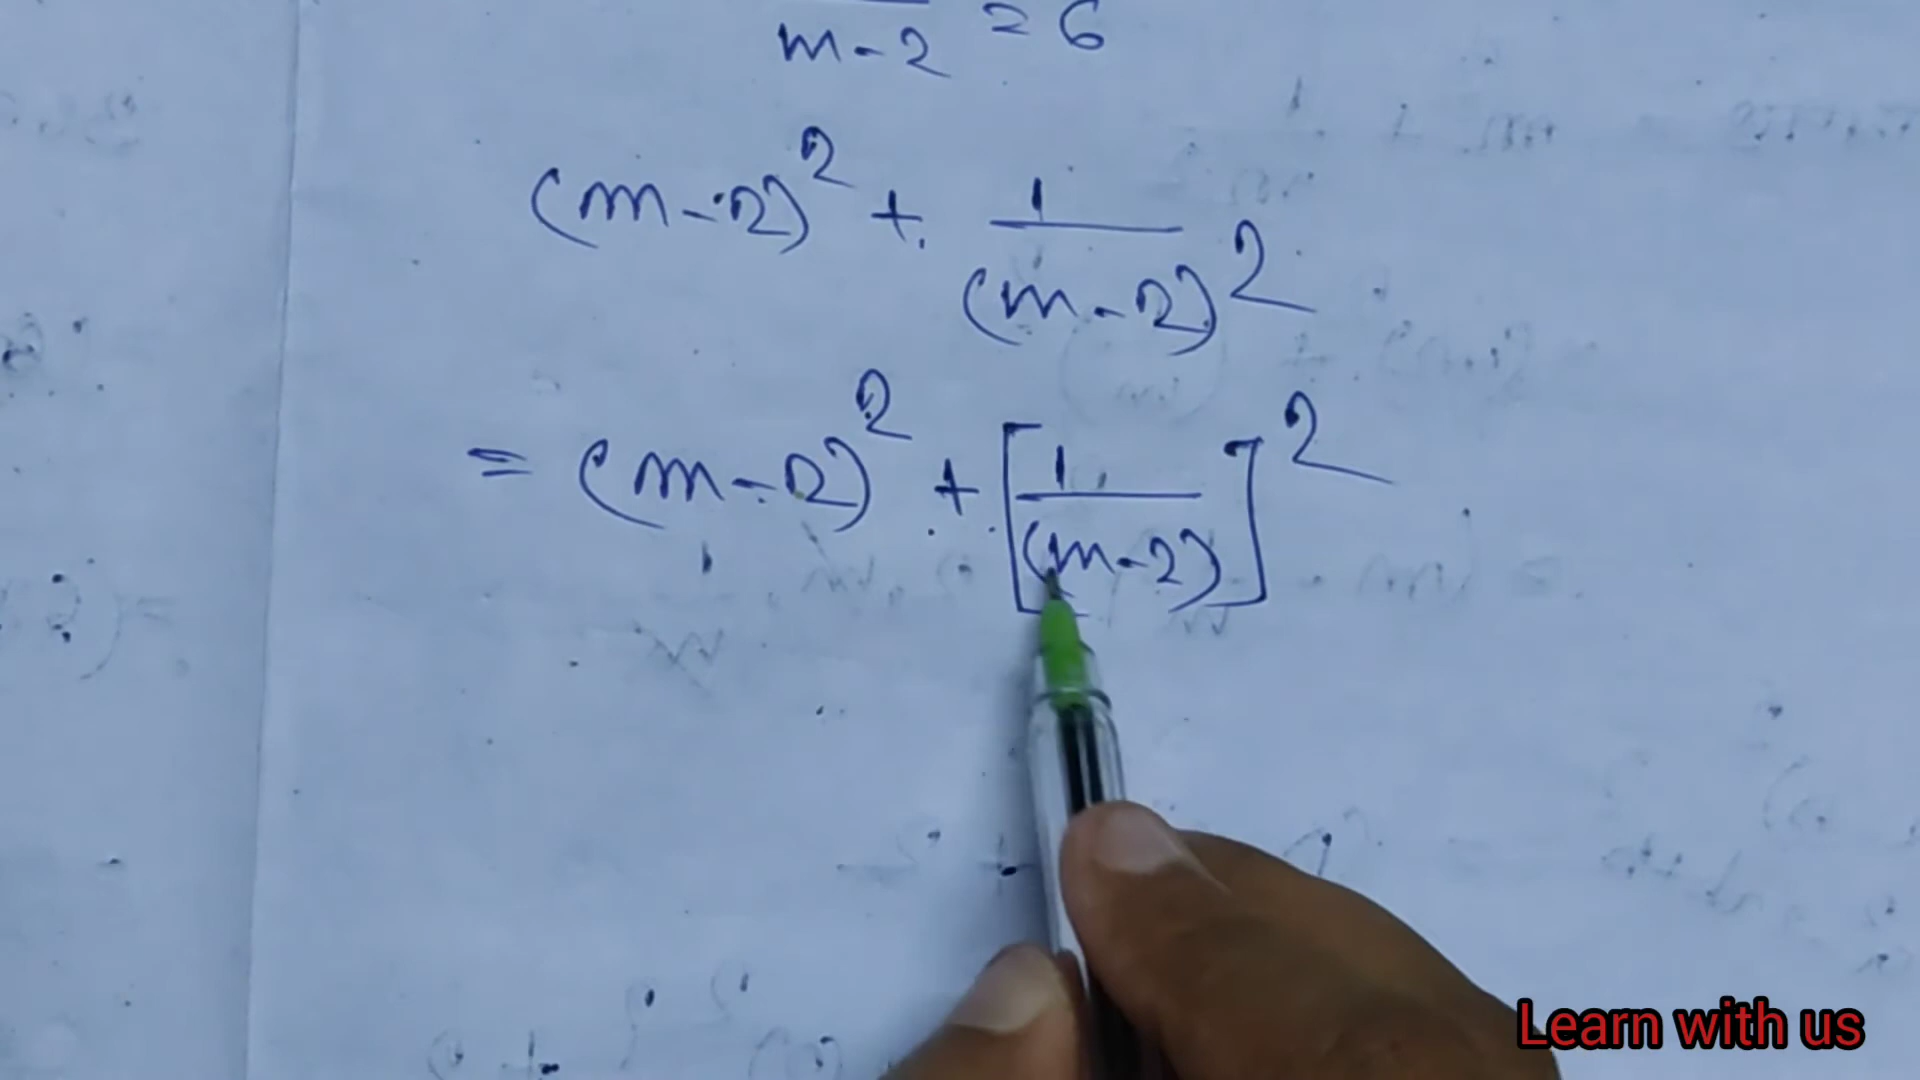 m-2 = 6
(m-2)² + 1/(m-2)²
= (m-2)² + [1/(m-2)]²
Learn with us